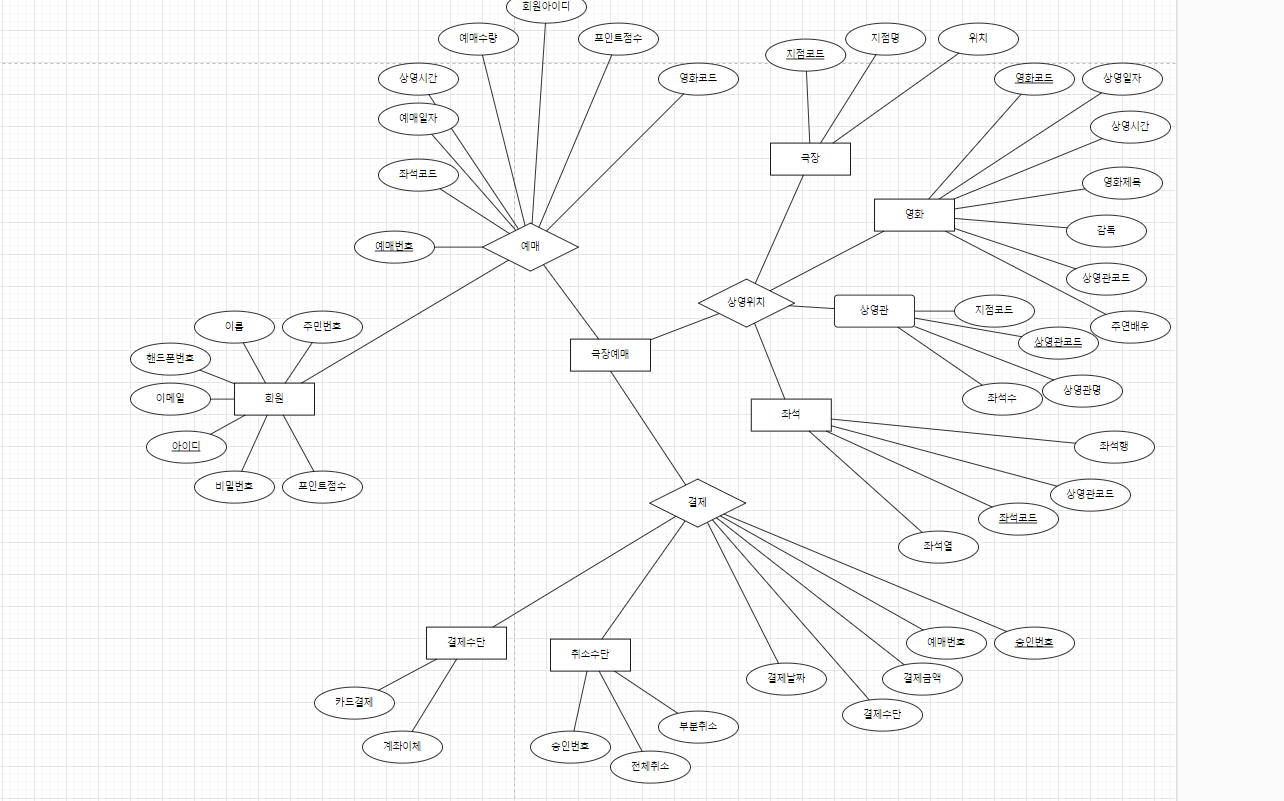 회원아이디
예매수량
포인트점수
상영시간
영화코드
예매일자
좌석코드
예매번호
예매
지점코드
지점명
위치
극장
영화코드
상영일자
상영시간
영화제목
영화
감독
상영관코드
주연배우
상영위치
상영관
지점코드
상영관코드
상영관명
좌석수
극장예매
이름
주민번호
핸드폰번호
이메일
회원
아이디
비밀번호
포인트점수
좌석
좌석행
상영관코드
좌석코드
좌석열
결제
결제수단
카드결제
계좌이체
취소수단
승인번호
전체취소
부분취소
결제날짜
결제수단
결제금액
예매번호
승인번호